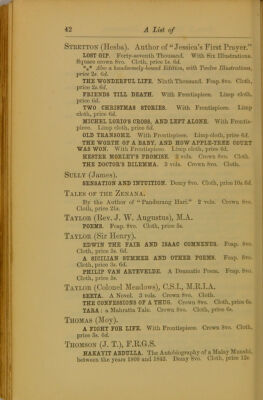 42 A List of
STRETTON (Hesba). Author of "Jessica's First Prayer."
LOST GIP. Forty-seventh Thousand. With Six Illustrations.
Square crown 8vo. Cloth, price 1s. 6d.
*** Also a handsomely-bound Edition, with Twelve Illustrations,
price 2s. 6d.
THE WONDERFUL LIFE. Ninth Thousand. Fcap. 8vo. Cloth,
price 2s. 6d.
FRIENDS TILL DEATH. With Frontispiece. Limp cloth,
price 6d.
TWO CHRISTMAS STORIES. With Frontispiece. Limp
cloth, price 6d.
MICHEL LORIO'S CROSS, AND LEFT ALONE. With Frontis-
piece. Limp cloth, price 6d.
OLD TRANSOME. With Frontispiece. Limp cloth, price 6d.
THE WORTH OF A BABY, AND HOW APPLE-TREE COURT
WAS WON. With Frontispiece. Limp cloth, price 6d.
HESTER MORLEY'S PROMISE. 3 vols. Crown 8vo. Cloth.
THE DOCTOR'S DILEMMA. 3 vols. Crown 8vo. Cloth.
SULLY (James).
SENSATION AND INTUITION. Demy 8vo. Cloth, price 10s. 6d.
TALES OF THE ZENANA.
By the Author of "Pandurang Hari." 2 vols. Crown 8vo.
Cloth, price 21s.
TAYLOR (Rev. J. W. Augustus), M.A.
POEMS. Fcap. 8vo. Cloth, price 5s.
TAYLOR (Sir Henry).
EDWIN THE FAIR AND ISAAC COMNENUS. Fcap. 8vo.
Cloth, price 3s. 6d.
A SICILIAN SUMMER AND OTHER POEMS. Fcap. 8vo.
Cloth, price 3s. 6d.
PHILIP VAN ARTEVELDE. A Dramatic Poem. Fcap. 8vo.
Cloth, price 5s.
TAYLOR (Colonel Meadows), C.S.I., M.R.I.A.
SEETA. A Novel. 3 vols. Crown 8vo. Cloth.
THE CONFESSIONS OF A THUG. Crown 8vo. Cloth, price 6s.
TARA: a Mahratta Tale. Crown 8vo. Cloth, price 6s.
THOMAS (Moy).
A FIGHT FOR LIFE. With Frontispiece. Crown 8vo. Cloth,
price 3s. 6d.
THOMSON (J. T.), F.R.G.S.
HAKAYIT ABDULLA. The Autobiography of a Malay Munshi,
between the years 1808 and 1843. Demy 8vo. Cloth, price 12s.